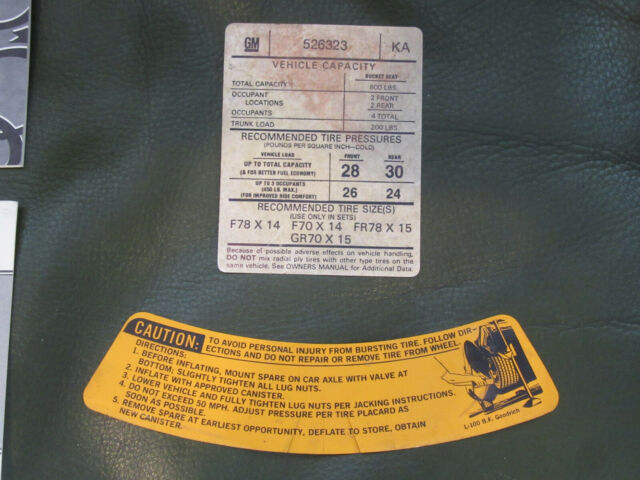 GM 526323 KA
VEHICLE CAPACITY
BUCKET SEAT
TOTAL CAPACITY 800 LBS
OCCUPANT LOCATIONS 2 FRONT
2 REAR
OCCUPANTS 4 TOTAL
TRUNK LOAD 200 LBS
RECOMMENDED TIRE PRESSURES
(POUNDS PER SQUARE INCH—COLD)
VEHICLE LOAD FRONT REAR
UP TO TOTAL CAPACITY 28 30
(& FOR BETTER FUEL ECONOMY)
UP TO 3 OCCUPANTS
(450 LB. MAX.) 26 24
(FOR IMPROVED RIDE COMFORT)
RECOMMENDED TIRE SIZE(S)
(USE ONLY IN SETS)
F78 X 14 F70 X 14 FR78 X 15
GR70 X 15
Because of possible adverse effects on vehicle handling,
DO NOT mix radial ply tires with other type tires on the
same vehicle. See OWNERS MANUAL for Additional Data.
CAUTION: TO AVOID PERSONAL INJURY FROM BURSTING TIRE. FOLLOW DIR-
ECTIONS AND DO NOT REPAIR OR REMOVE TIRE FROM WHEEL.
DIRECTIONS:
1. BEFORE INFLATING, MOUNT SPARE ON CAR AXLE WITH VALVE AT
BOTTOM; SLIGHTLY TIGHTEN ALL LUG NUTS.
2. INFLATE WITH APPROVED CANISTER.
3. LOWER VEHICLE AND FULLY TIGHTEN LUG NUTS PER JACKING INSTRUCTIONS.
4. DO NOT EXCEED 50 MPH. ADJUST PRESSURE PER TIRE PLACARD AS
SOON AS POSSIBLE.
5. REMOVE SPARE AT EARLIEST OPPORTUNITY, DEFLATE TO STORE, OBTAIN
NEW CANISTER.
L-100 B.F. Goodrich